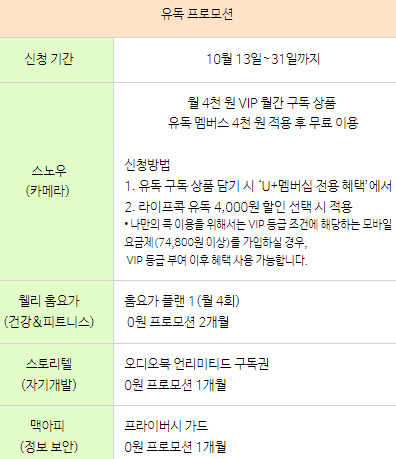 유독 프로모션
신청 기간
10월 13일~31일까지
스노우
(카메라)
월 4천 원 VIP 월간 구독 상품
유독 멤버스 4천 원 적용 후 무료 이용
신청방법
1. 유독 구독 상품 담기 시 ‘U+멤버십 전용 혜택’에서
2. 라이프콕 유독 4,000원 할인 선택 시 적용
• 나만의 콕 이용을 위해서는 VIP 등급 조건에 해당하는 모바일
요금제(74,800원 이상)를 가입하실 경우,
VIP 등급 부여 이후 혜택 사용 가능합니다.
웰리 홈요가
(건강&피트니스)
홈요가 플랜 1 (월 4회)
0원 프로모션 2개월
스토리텔
(자기개발)
오디오북 언리미티드 구독권
0원 프로모션 1개월
맥아피
(정보 보안)
프라이버시 가드
0원 프로모션 1개월